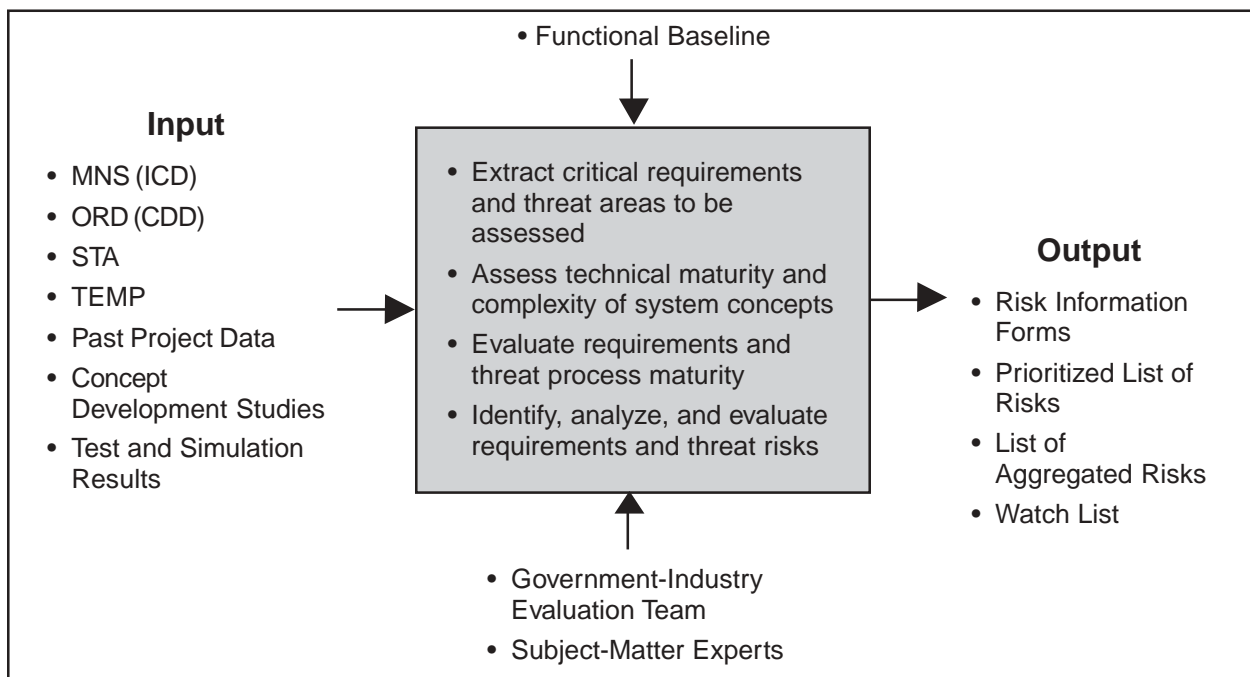 • Functional Baseline
Input
• MNS (ICD)
• ORD (CDD)
• STA
• TEMP
• Past Project Data
• Concept
Development Studies
• Test and Simulation
Results
• Extract critical requirements
and threat areas to be
assessed
• Assess technical maturity and
complexity of system concepts
• Evaluate requirements and
threat process maturity
• Identify, analyze, and evaluate
requirements and threat risks
Output
• Risk Information
Forms
• Prioritized List of
Risks
• List of
Aggregated Risks
• Watch List
• Government-Industry
Evaluation Team
• Subject-Matter Experts